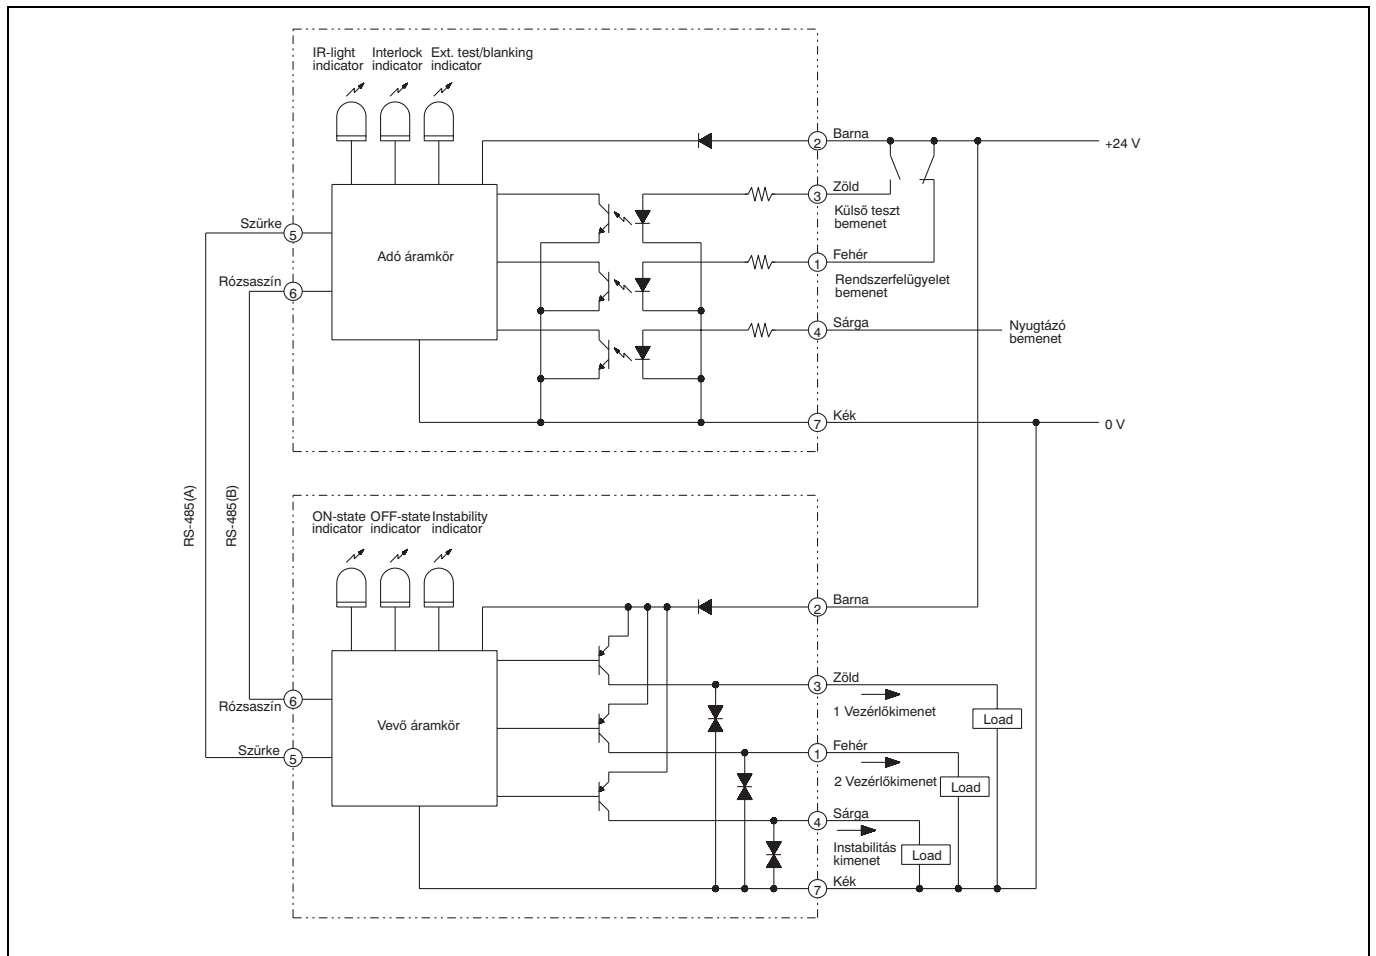 IR-light
indicator
Interlock
indicator
Ext. test/blanking
indicator
2
Barna
+24 V
3
Zöld
Külső teszt
bemenet
Szürke
5
Adó áramkör
1
Fehér
Rendszerfelügyelet
bemenet
Rózsaszín
6
4
Sárga
Nyugtázó
bemenet
7
Kék
0 V
RS-485(A)
RS-485(B)
ON-state
indicator
OFF-state
indicator
Instability
indicator
2
Barna
3
Zöld
1 Vezérlőkimenet
Load
6
Rózsaszín
Vevő áramkör
Szürke
5
1
Fehér
2 Vezérlőkimenet
Load
4
Sárga
Instabilitás
kimenet
Load
7
Kék